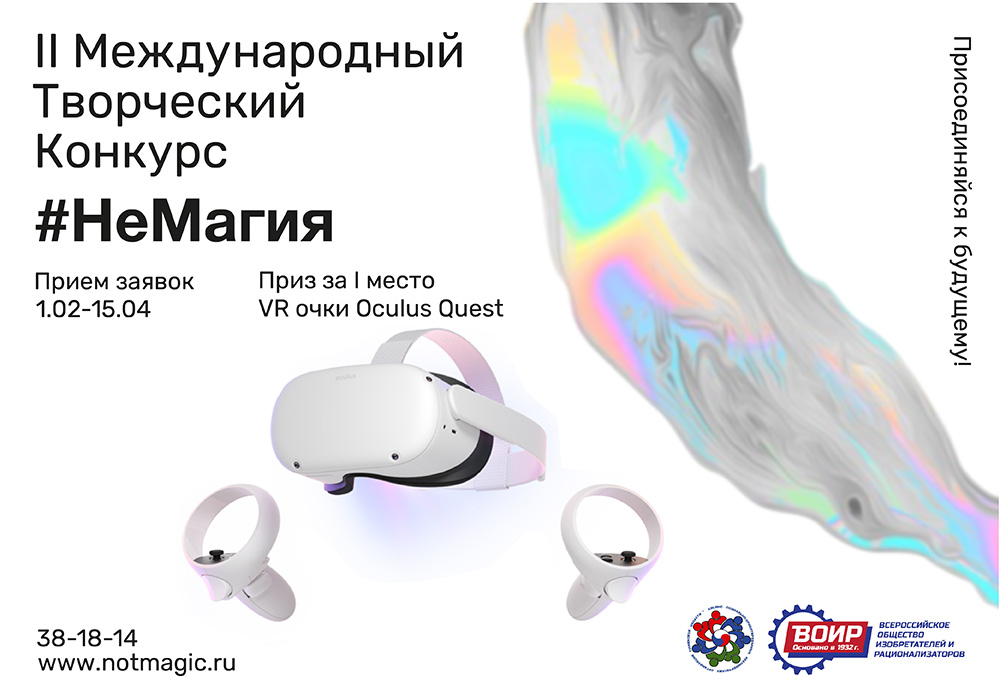 II Международный
Творческий
Конкурс
#НеМагия
Прием заявок
1.02-15.04
Приз за I место
VR очки Oculus Quest
Присоединяйся к будущему!
oculus
38-18-14
www.notmagic.ru
ВОИР
Основано в 1932 г.
ВСЕРОССИЙСКОЕ
ОБЩЕСТВО
ИЗОБРЕТАТЕЛЕЙ И
РАЦИОНАЛИЗАТОРОВ